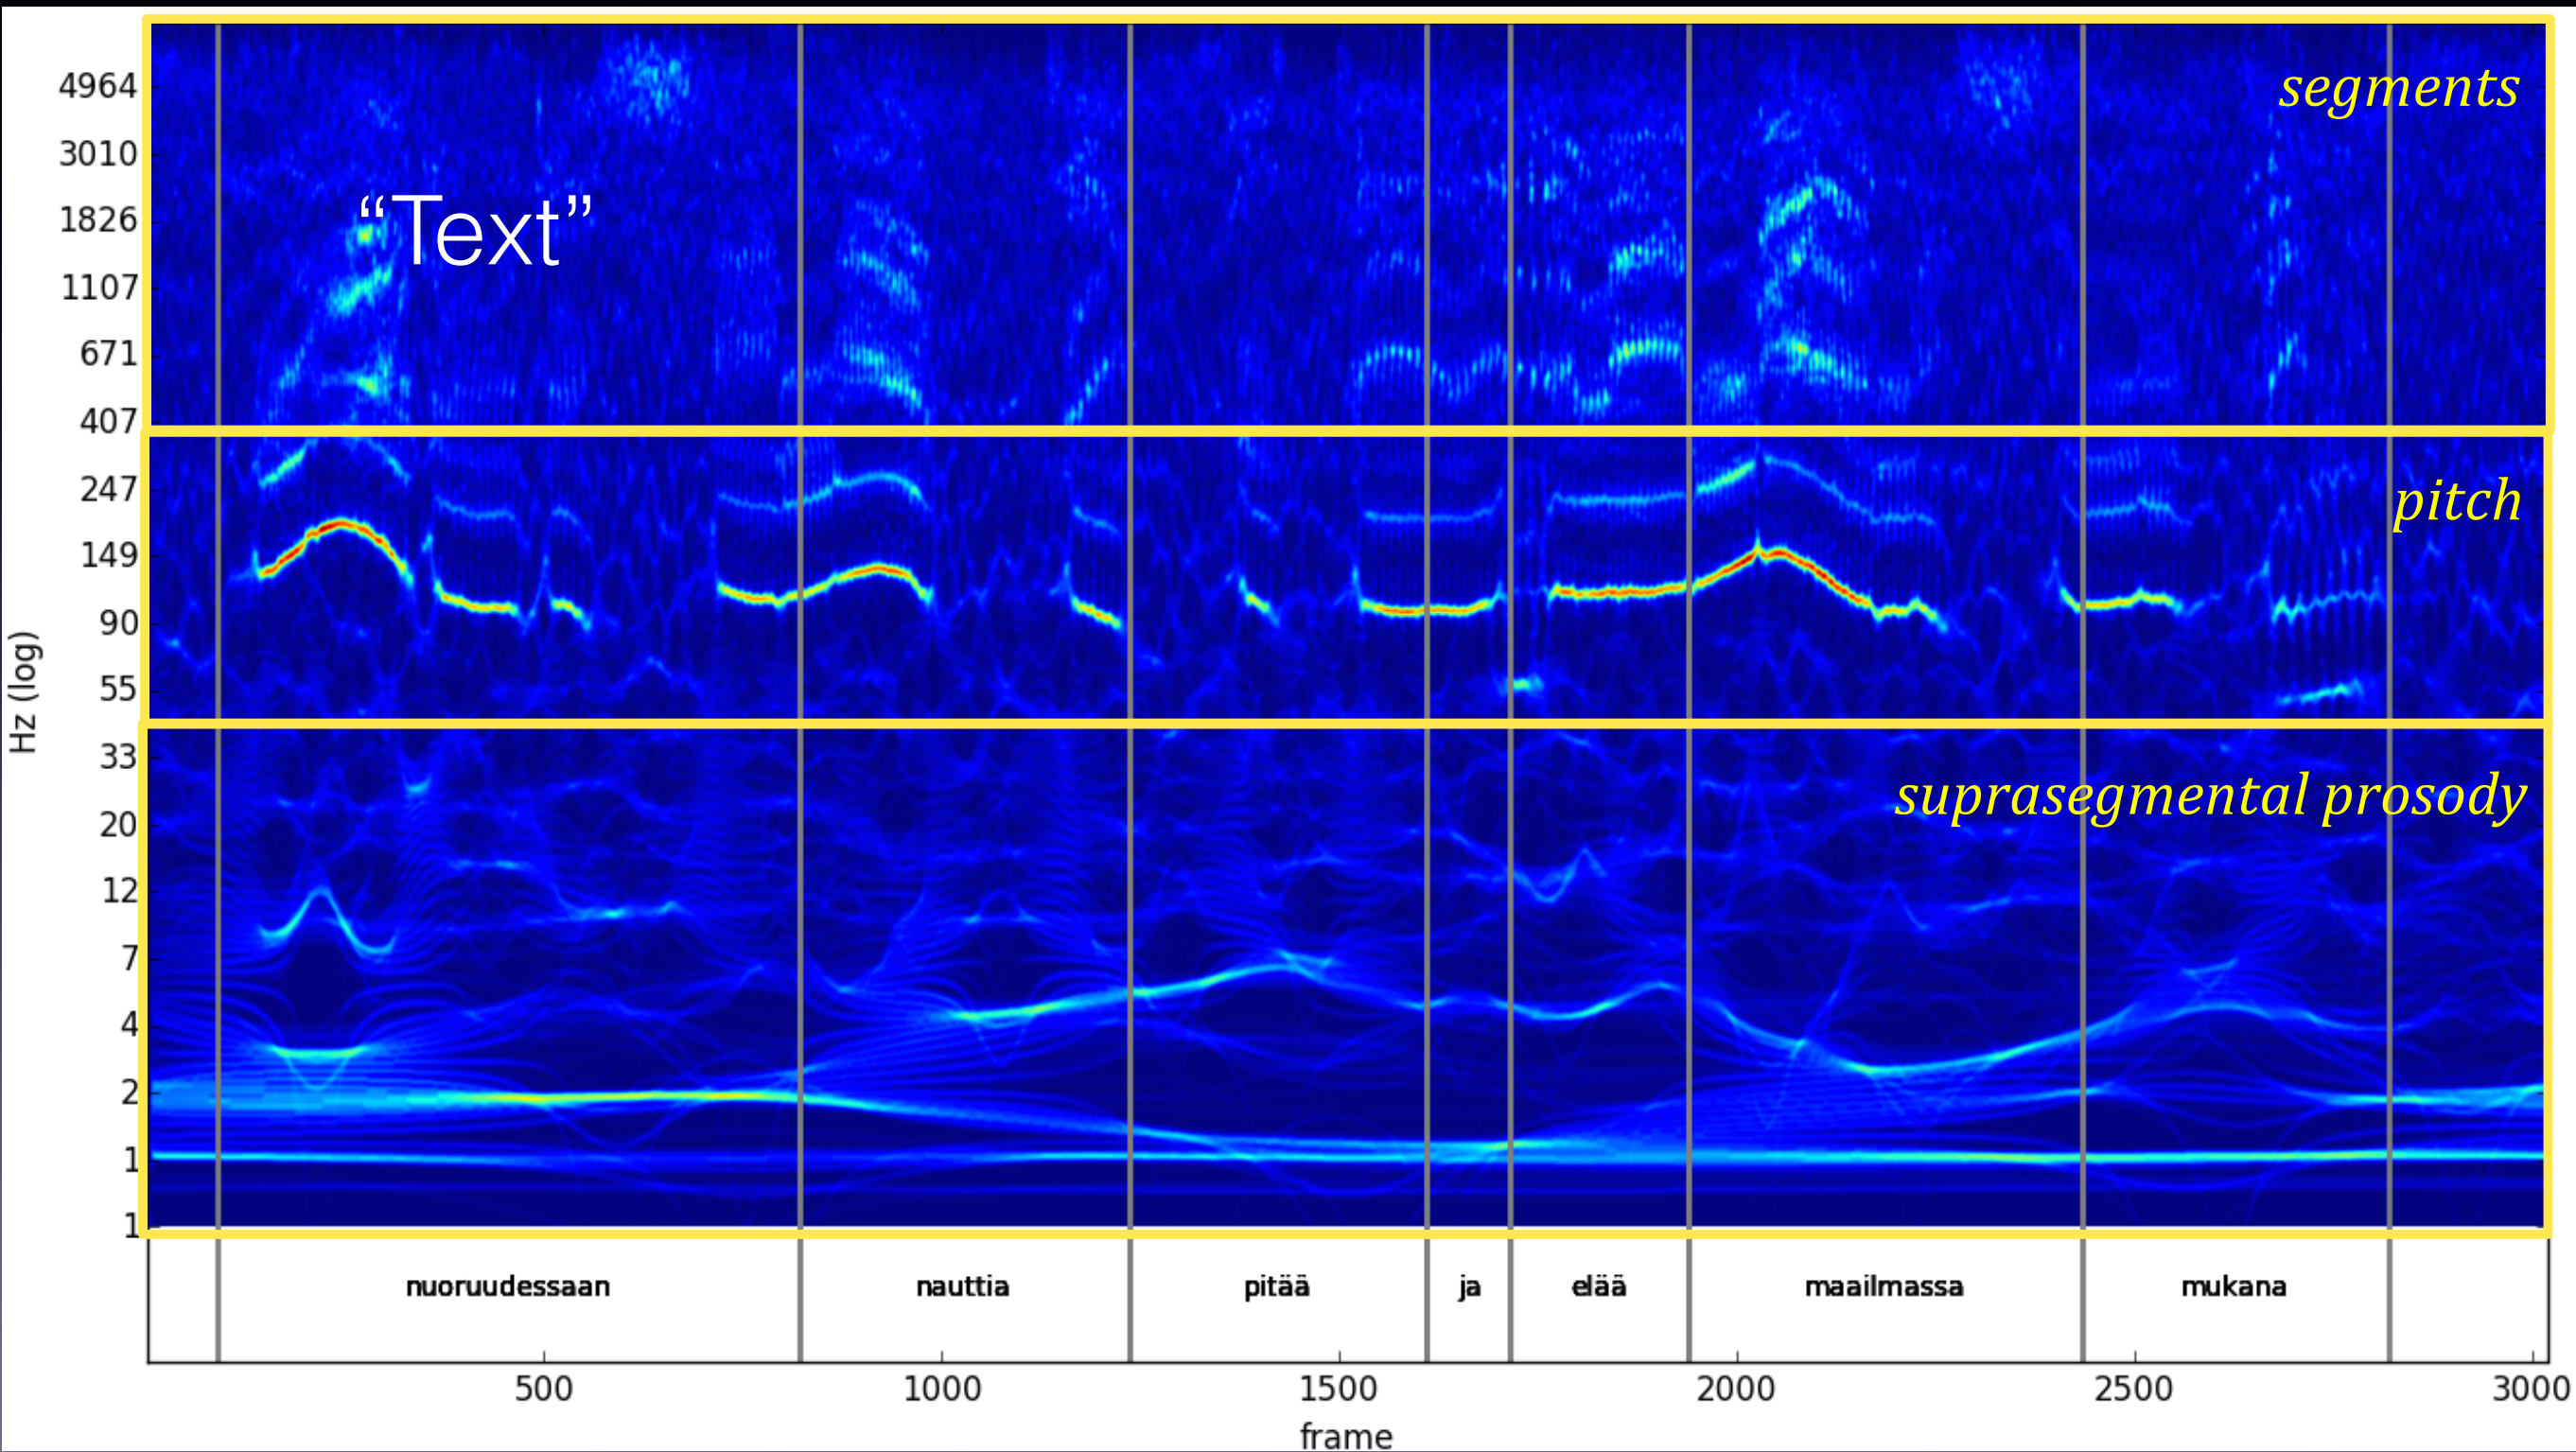 segments
“Text”
pitch
suprasegmental prosody
Hz (log)
4964
3010
1826
1107
671
407
247
149
90
55
33
20
12
7
4
2
1
1
nuoruudessaan nauttia pitää ja elää maailmassa mukana
500 1000 1500 2000 2500 3000
frame